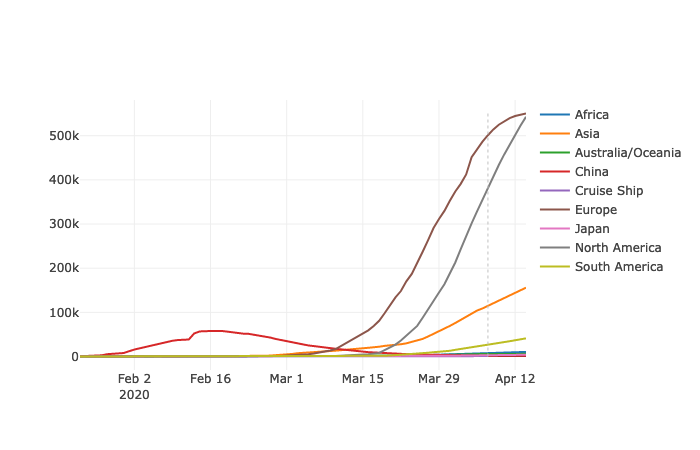 500k
400k
300k
200k
100k
0
Feb 2
2020
Feb 16
Mar 1
Mar 15
Mar 29
Apr 12
Africa
Asia
Australia/Oceania
China
Cruise Ship
Europe
Japan
North America
South America